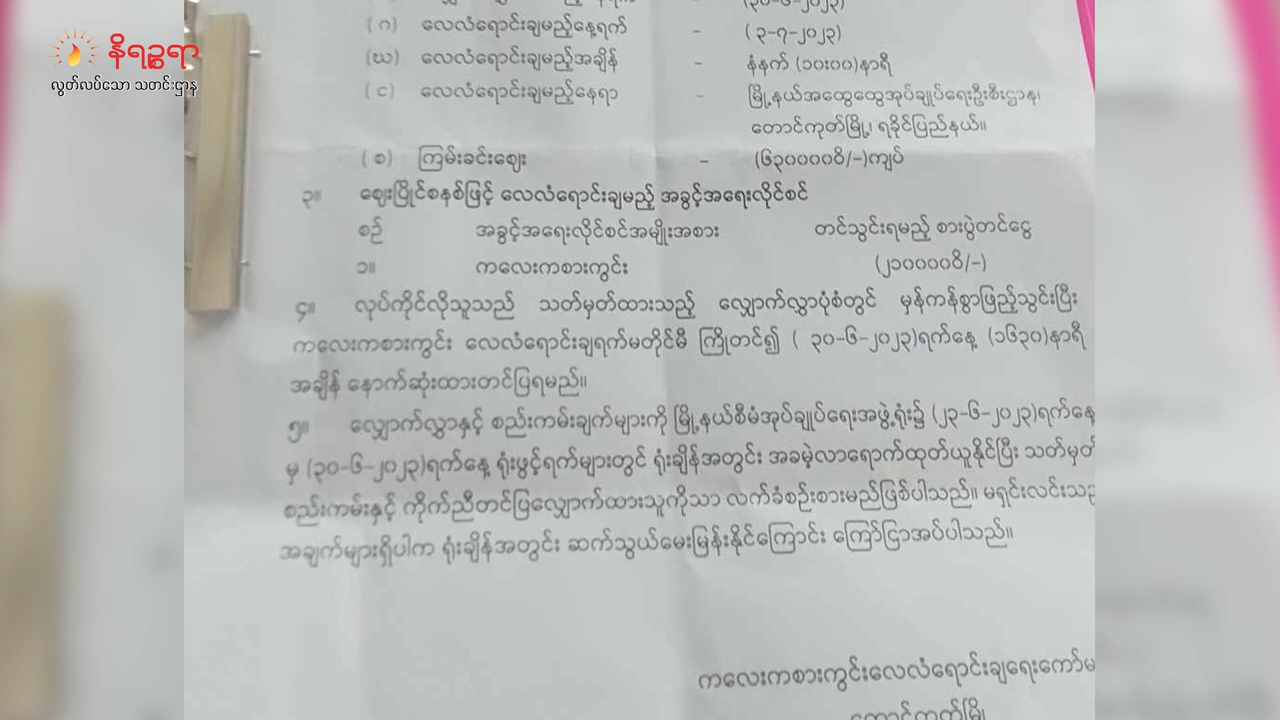 နိရဉ္စရာ
လွတ်လပ်သော သတင်းဌာန
(၃၀-၆-၂၀၂၃)
(ဂ) လေလံရောင်းချမည့်နေ့ရက် - (၃-၇-၂၀၂၃)
(ဃ) လေလံရောင်းချမည့်အချိန် - နံနက် (၁၀း၀၀)နာရီ
(င) လေလံရောင်းချမည့်နေရာ - မြို့နယ်အထွေထွေအုပ်ချုပ်ရေးဦးစီးဌာန၊
တောင်ကုတ်မြို့၊ ရခိုင်ပြည်နယ်။
(စ) ကြမ်းခင်းဈေး - (၆၃၀၀၀၀၀ိ/-)ကျပ်
၃။ ဈေးပြိုင်စနစ်ဖြင့် လေလံရောင်းချမည့် အခွင့်အရေးလိုင်စင်
စဉ် အခွင့်အရေးလိုင်စင်အမျိုးအစား တင်သွင်းရမည့် စားပွဲတင်ငွေ
၁။ ကလေးကစားကွင်း (၂၁၀၀၀၀ိ/-)
၄။ လုပ်ကိုင်လိုသူသည် သတ်မှတ်ထားသည့် လျှောက်လွှာပုံစံတွင် မှန်ကန်စွာဖြည့်သွင်းပြီး
ကလေးကစားကွင်း လေလံရောင်းချရက်မတိုင်မီ ကြိုတင်၍ ( ၃၀-၆-၂၀၂၃)ရက်နေ့ (၁၆၃၀)နာရီ
အချိန် နောက်ဆုံးထားတင်ပြရမည်။
၅။ လျှောက်လွှာနှင့် စည်းကမ်းချက်များကို မြို့နယ်စီမံအုပ်ချုပ်ရေးအဖွဲ့ရုံး၌ (၂၃-၆-၂၀၂၃)ရက်နေ့
မှ (၃၀-၆-၂၀၂၃)ရက်နေ့ ရုံးဖွင့်ရက်များတွင် ရုံးချိန်အတွင်း အခမဲ့လာရောက်ထုတ်ယူနိုင်ပြီး သတ်မှတ်
စည်းကမ်းနှင့် ကိုက်ညီတင်ပြလျှောက်ထားသူကိုသာ လက်ခံစဉ်းစားမည်ဖြစ်ပါသည်။ မရှင်းလင်းသည့်
အချက်များရှိပါက ရုံးချိန်အတွင်း ဆက်သွယ်မေးမြန်းနိုင်ကြောင်း ကြော်ငြာအပ်ပါသည်။
ကလေးကစားကွင်းလေလံရောင်းချရေးကော်မ
တောင်ကုတ်မြို့